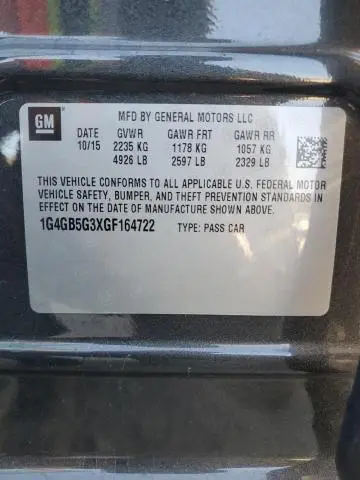 GM MFD BY GENERAL MOTORS LLC
DATE GVWR GAWR FRT GAWR RR
10/15 2235 KG 1178 KG 1057 KG
4926 LB 2597 LB 2329 LB
THIS VEHICLE CONFORMS TO ALL APPLICABLE U.S. FEDERAL MOTOR
VEHICLE SAFETY, BUMPER, AND THEFT PREVENTION STANDARDS IN
EFFECT ON THE DATE OF MANUFACTURE SHOWN ABOVE.
1G4GB5G3XGF164722 TYPE: PASS CAR